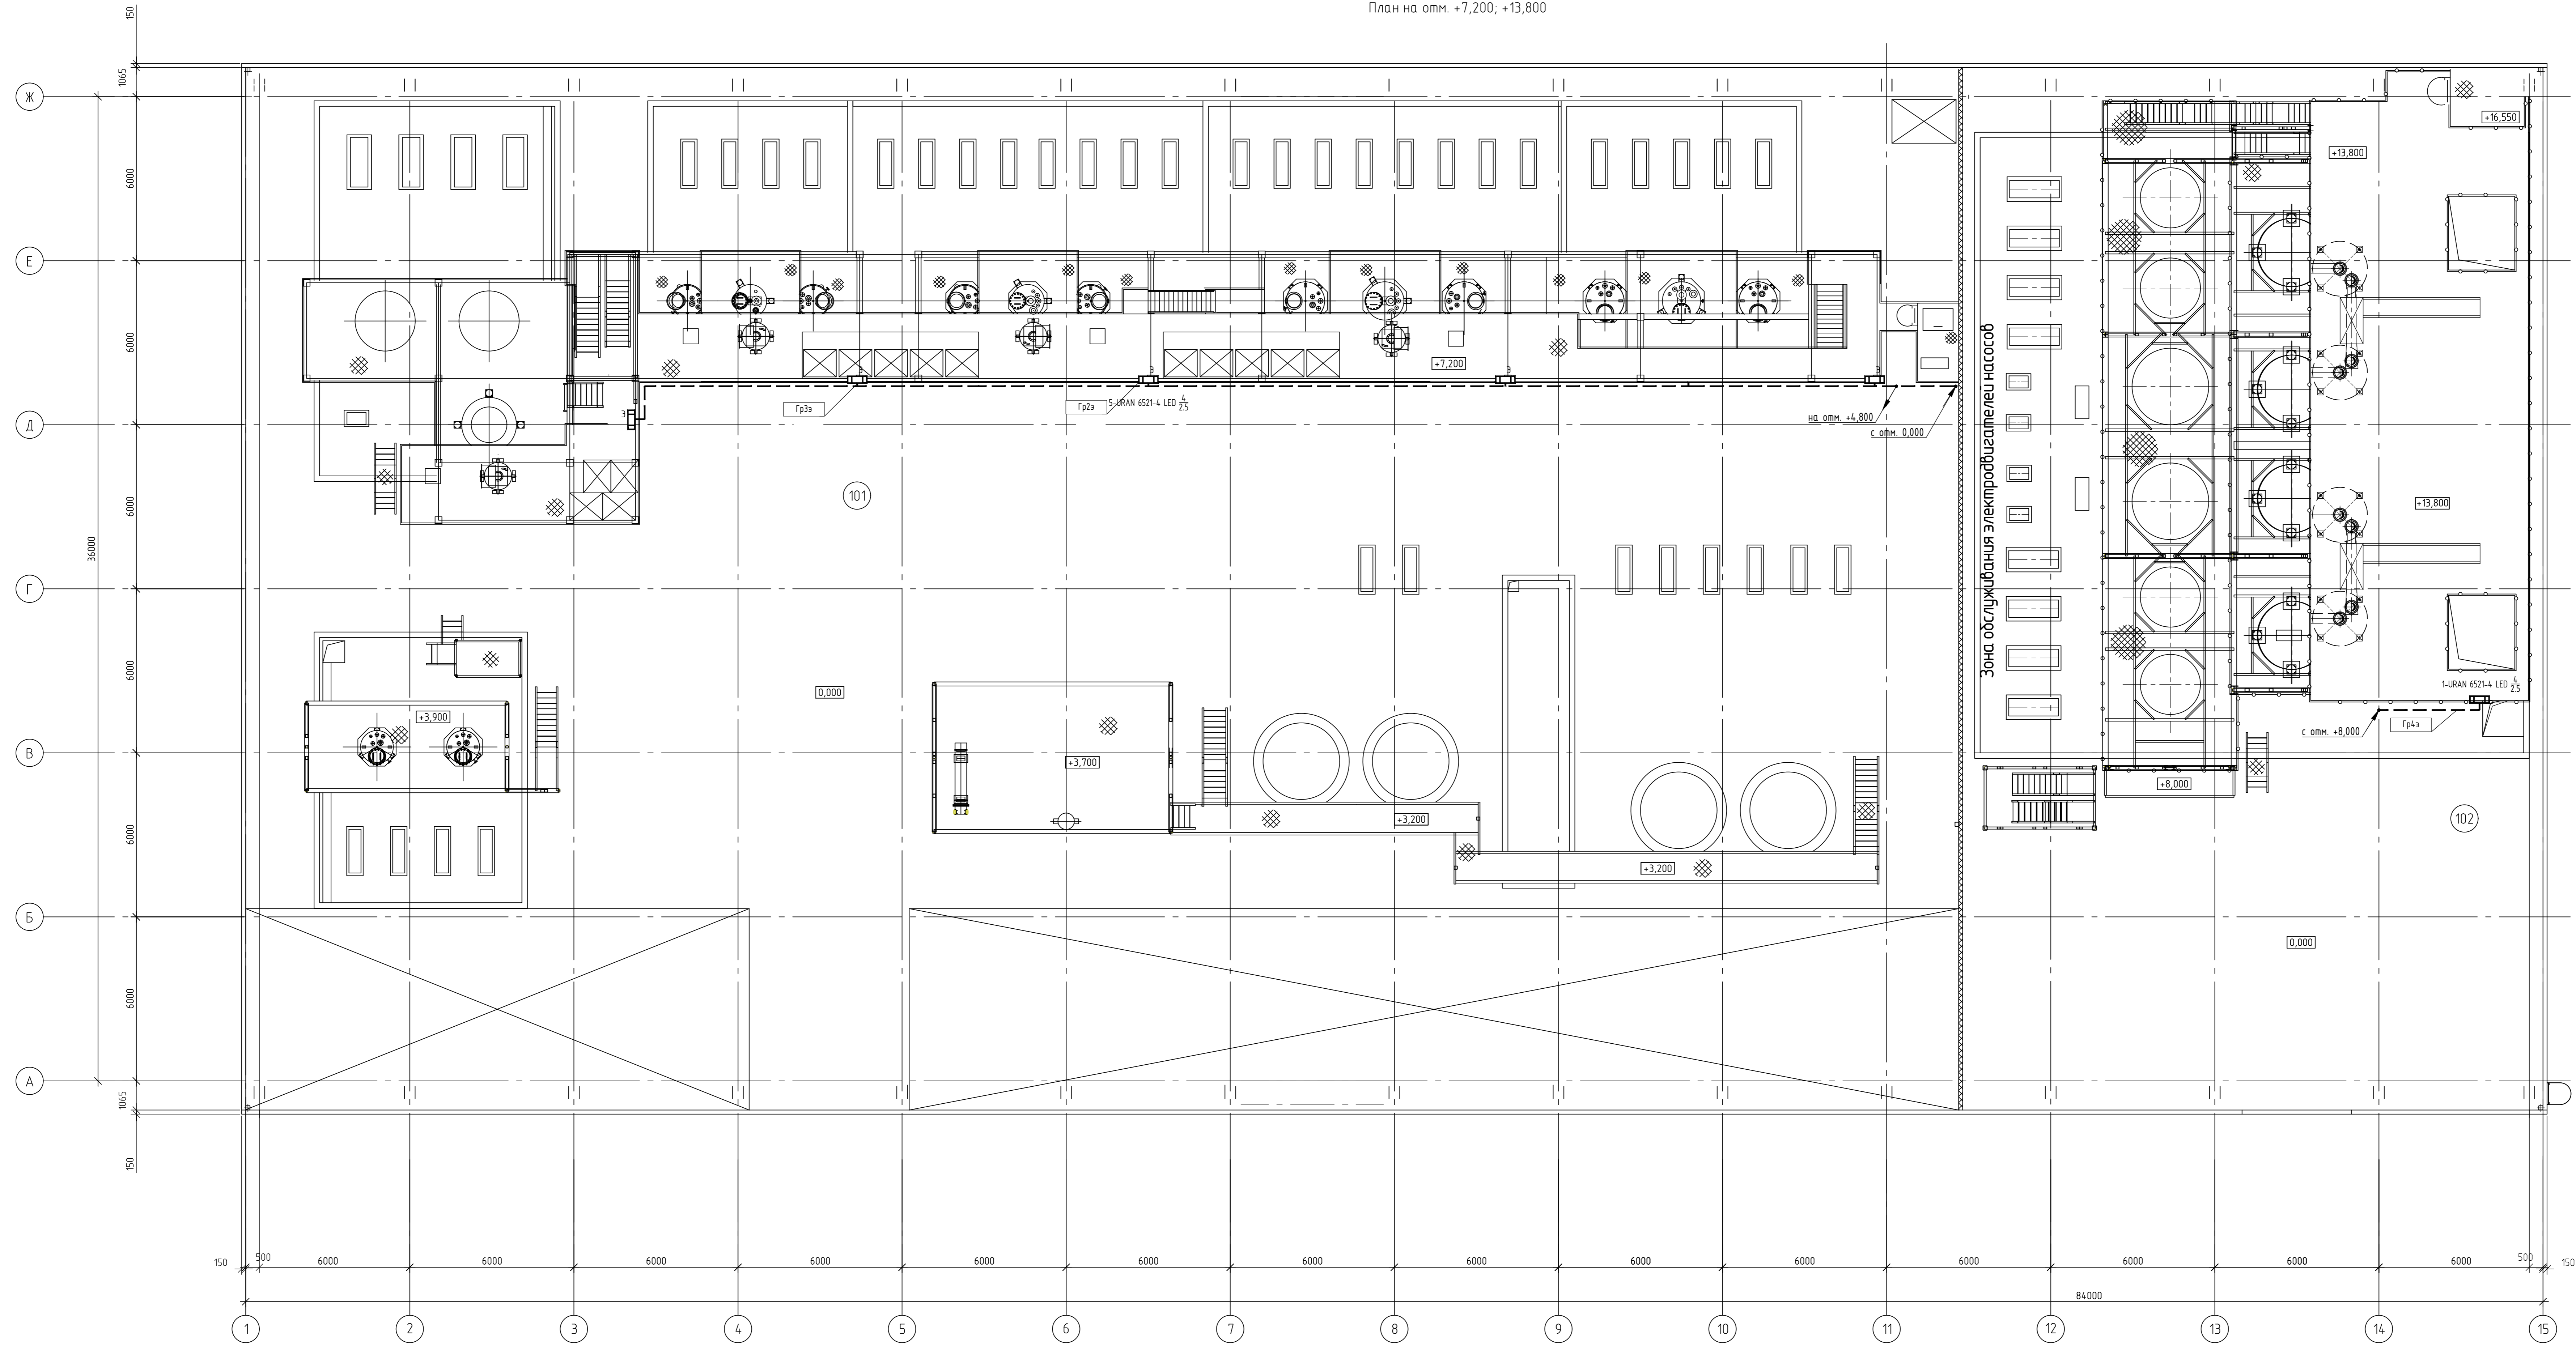 План на отм. +7,200; +13,800
150
1065
Ж
6000
Е
6000
Д
6000
Г
6000
В
6000
Б
6000
А
36000
1065
150
+16,550
+13,800
+7,200
3
3
3
3
3
Гр3э
Гр2э
5-URAN 6521-4 LED 4
2.5
на отм. +4,800
с отм. 0,000
101
Зона обслуживания электродвигателей насосов
+13,800
0,000
+3,900
+3,700
+3,200
+3,200
1-URAN 6521-4 LED 4
2.5
Гр4э
с отм. +8,000
+8,000
102
0,000
150 500 6000 6000 6000 6000 6000 6000 6000 6000 6000 6000 6000 6000 6000 6000 500 150
84000
1 2 3 4 5 6 7 8 9 10 11 12 13 14 15